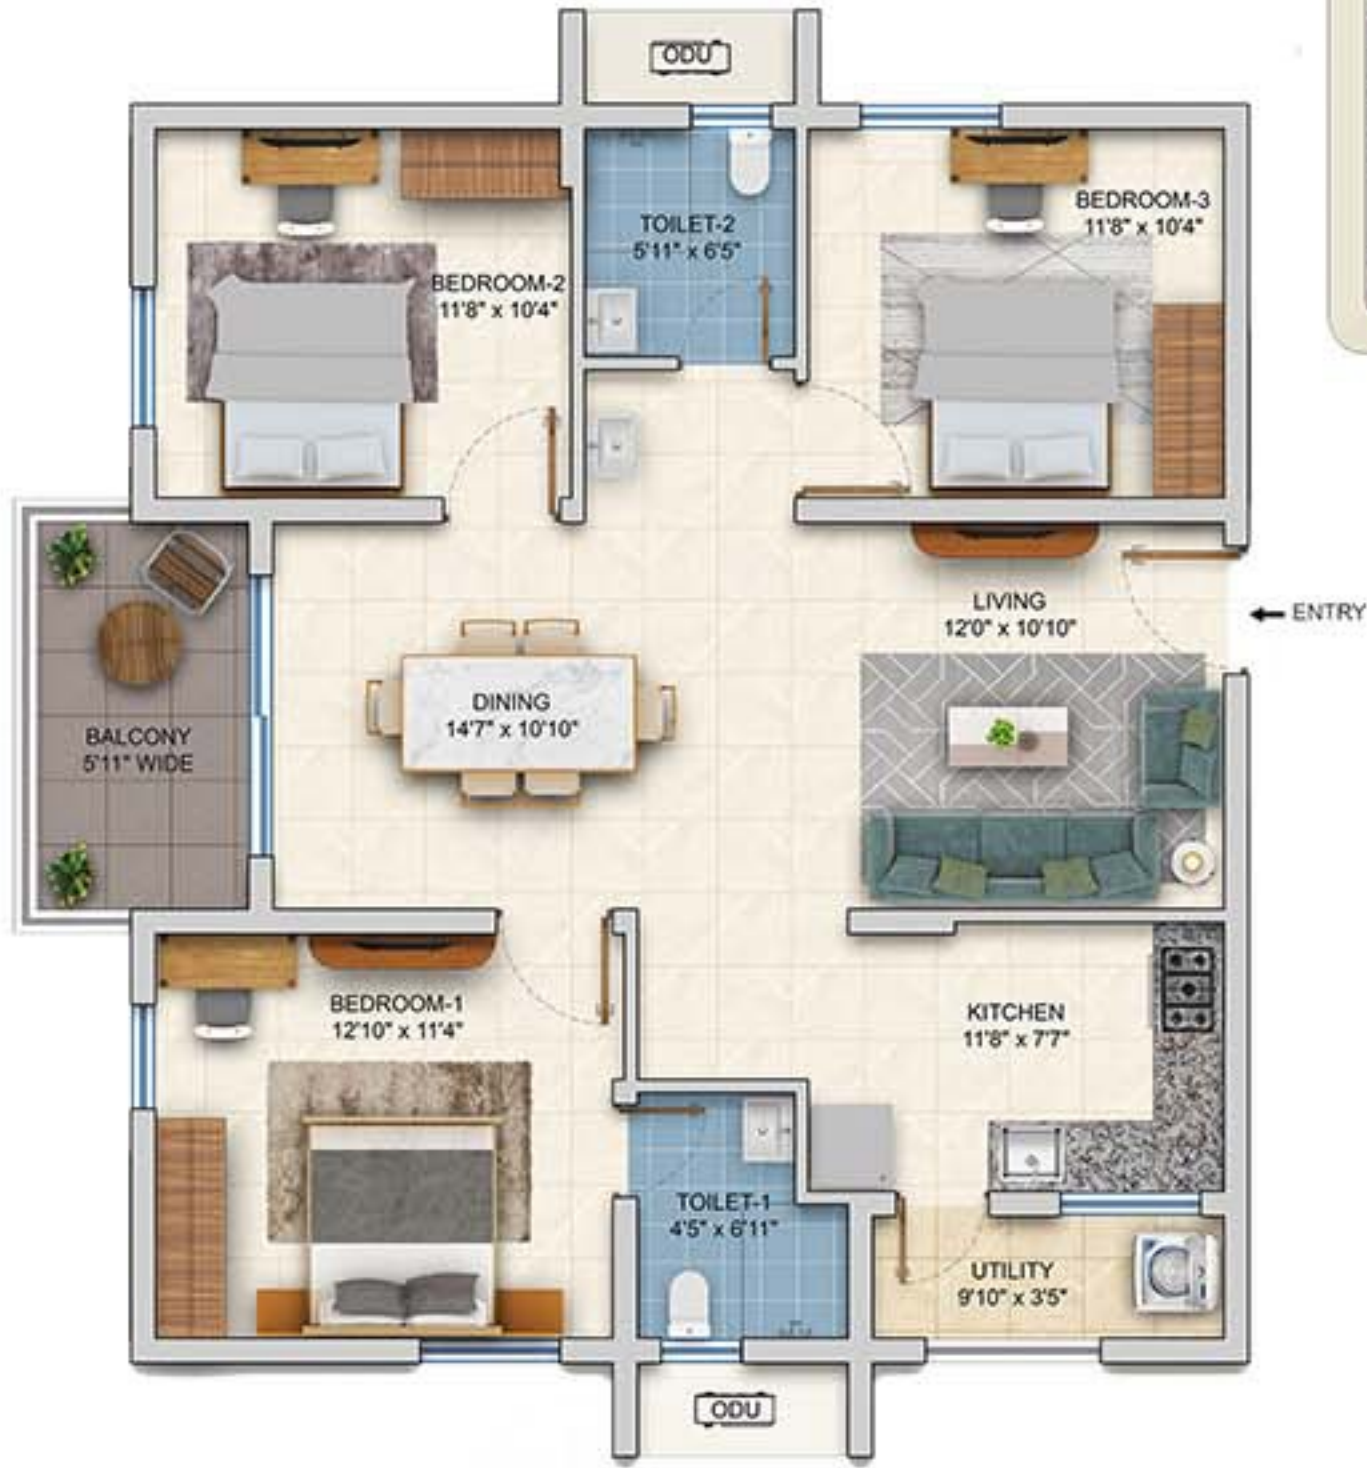 ODU
TOILET-2
5'11" x 6'5"
BEDROOM-3
11'8" x 10'4"
BEDROOM-2
11'8" x 10'4"
LIVING
12'0" x 10'10"
ENTRY
DINING
14'7" x 10'10"
BALCONY
5'11" WIDE
BEDROOM-1
12'10" x 11'4"
KITCHEN
11'8" x 7'7"
TOILET-1
4'5" x 6'11"
UTILITY
9'10" x 3'5"
ODU